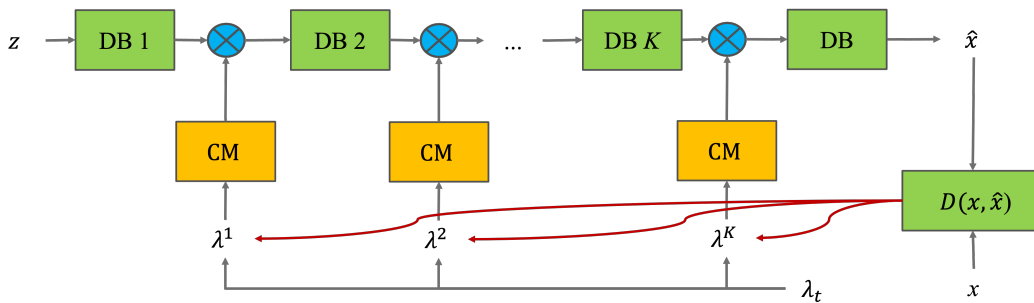 z DB 1 DB 2 ... DB K DB x̂
CM CM CM
D(x, x̂)
λ¹ λ² λᴷ
λₜ x